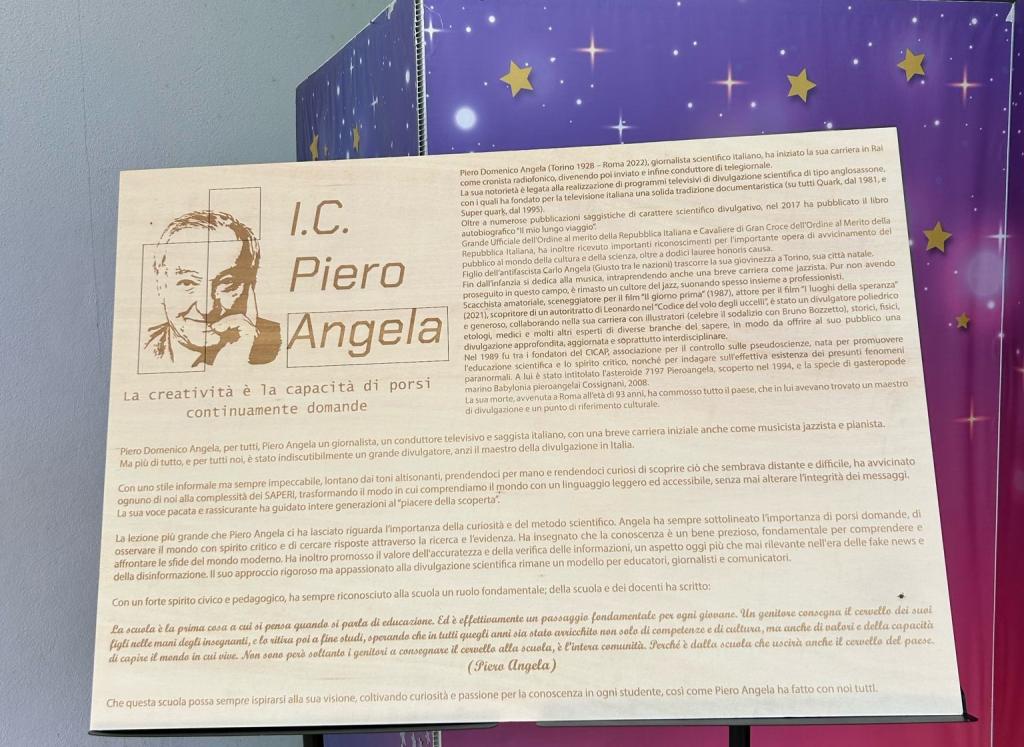 I.C.
Piero
Angela
La creatività è la capacità di porsi
continuamente domande
Piero Domenico Angela (Torino 1928 – Roma 2022), giornalista scientifico italiano, ha iniziato la sua carriera in Rai
come cronista radiofonico, divenendo poi inviato e infine conduttore di telegiornale.
La sua notorietà è legata alla realizzazione di programmi televisivi di divulgazione scientifica di tipo anglosassone,
con i quali ha fondato per la televisione italiana una solida tradizione documentaristica (su tutti Quark, dal 1981, e
Super quark, dal 1995).
Oltre a numerose pubblicazioni saggistiche di carattere scientifico divulgativo, nel 2017 ha pubblicato il libro
autobiografico "Il mio lungo viaggio".
Grande Ufficiale dell'Ordine al merito della Repubblica Italiana e Cavaliere di Gran Croce dell'Ordine al Merito della
Repubblica Italiana, ha inoltre ricevuto importanti riconoscimenti per l'importante opera di avvicinamento del
pubblico al mondo della cultura e della scienza, oltre a dodici lauree honoris causa.
Figlio dell'antifascista Carlo Angela (Giusto tra le nazioni) trascorre la sua giovinezza a Torino, sua città natale.
Fin dall'infanzia si dedica alla musica, intraprendendo anche una breve carriera come jazzista. Pur non avendo
proseguito in questo campo, è rimasto un cultore del jazz, suonando spesso insieme a professionisti.
Scacchista amatoriale, sceneggiatore per il film "Il giorno prima" (1987), attore per il film "I luoghi della speranza"
(2021), scopritore di un autoritratto di Leonardo nel "Codice del volo degli uccelli", è stato un divulgatore poliedrico
e generoso, collaborando nella sua carriera con illustratori (celebre il sodalizio con Bruno Bozzetto), storici, fisici,
etologi, medici e molti altri esperti di diverse branche del sapere, in modo da offrire al suo pubblico una
divulgazione approfondita, aggiornata e soprattutto interdisciplinare.
Nel 1989 fu tra i fondatori del CICAP, associazione per il controllo sulle pseudoscienze, nata per promuovere
l'educazione scientifica e lo spirito critico, nonché per indagare sull'effettiva esistenza dei presunti fenomeni
paranormali. A lui è stato intitolato l'asteroide 7197 Pieroangela, scoperto nel 1994, e la specie di gasteropode
marino Babylonia pieroangelai Cossignani, 2008.
La sua morte, avvenuta a Roma all'età di 93 anni, ha commosso tutto il paese, che in lui avevano trovato un maestro
di divulgazione e un punto di riferimento culturale.
Piero Domenico Angela, per tutti, Piero Angela un giornalista, un conduttore televisivo e saggista italiano, con una breve carriera iniziale anche come musicista jazzista e pianista.
Ma più di tutto, e per tutti noi, è stato indiscutibilmente un grande divulgatore, anzi il maestro della divulgazione in Italia.
Con uno stile informale ma sempre impeccabile, lontano dai toni altisonanti, prendendoci per mano e rendendoci curiosi di scoprire ciò che sembrava distante e difficile, ha avvicinato
ognuno di noi alla complessità dei SAPERI, trasformando il modo in cui comprendiamo il mondo con un linguaggio leggero ed accessibile, senza mai alterare l'integrità dei messaggi.
La sua voce pacata e rassicurante ha guidato intere generazioni al "piacere della scoperta".
La lezione più grande che Piero Angela ci ha lasciato riguarda l'importanza della curiosità e del metodo scientifico. Angela ha sempre sottolineato l'importanza di porsi domande, di
osservare il mondo con spirito critico e di cercare risposte attraverso la ricerca e l'evidenza. Ha insegnato che la conoscenza è un bene prezioso, fondamentale per comprendere e
affrontare le sfide del mondo moderno. Ha inoltre promosso il valore dell'accuratezza e della verifica delle informazioni, un aspetto oggi più che mai rilevante nell'era delle fake news e
della disinformazione. Il suo approccio rigoroso ma appassionato alla divulgazione scientifica rimane un modello per educatori, giornalisti e comunicatori.
Con un forte spirito civico e pedagogico, ha sempre riconosciuto alla scuola un ruolo fondamentale; della scuola e dei docenti ha scritto:
La scuola è la prima cosa a cui si pensa quando si parla di educazione. Ed è effettivamente un passaggio fondamentale per ogni giovane. Un genitore consegna il cervello dei suoi
figli nelle mani degli insegnanti, e lo ritira poi a fine studi, sperando che in tutti quegli anni sia stato arricchito non solo di competenze e di cultura, ma anche di valori e della capacità
di capire il mondo in cui vive. Non sono però soltanto i genitori a consegnare il cervello alla scuola, è l'intera comunità. Perché è dalla scuola che uscirà anche il cervello del paese.
(Piero Angela)
Che questa scuola possa sempre ispirarsi alla sua visione, coltivando curiosità e passione per la conoscenza in ogni studente, così come Piero Angela ha fatto con noi tutti.